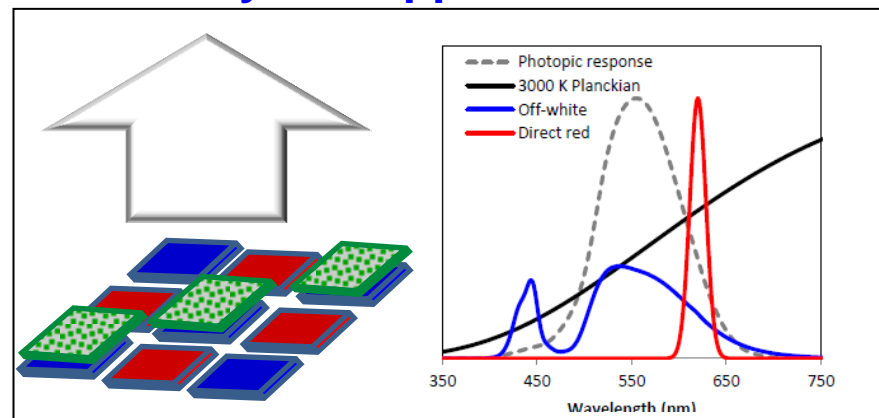 Photopic response
3000 K Planckian
Off-white
Direct red
350
450
550
650
750
Wavelength (nm)